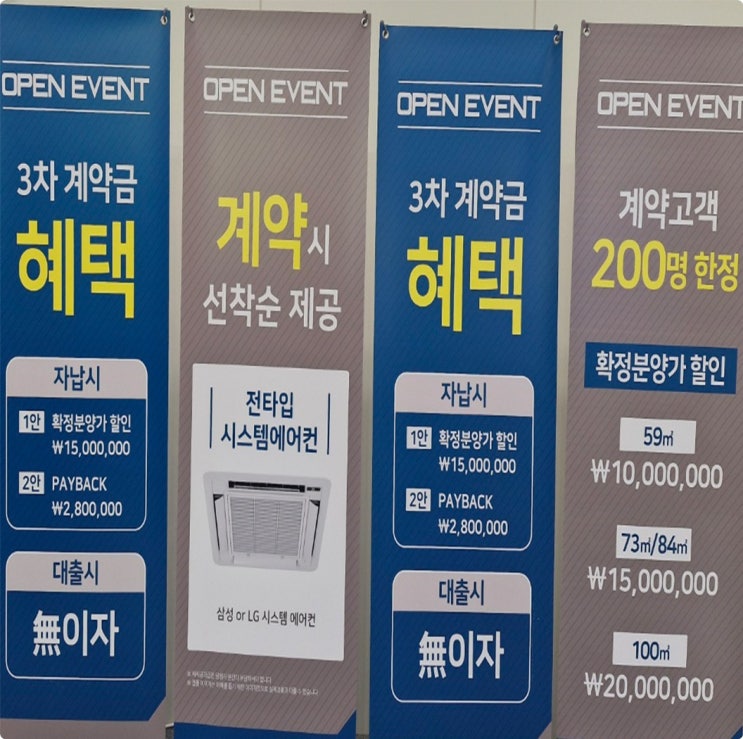 OPEN EVENT
3차 계약금
혜택
자납시
1안 확정분양가 할인
₩15,000,000
2안 PAYBACK
₩2,800,000
대출시
無이자
OPEN EVENT
계약시
선착순 제공
전타입
시스템에어컨
삼성 or LG 시스템 에어컨
OPEN EVENT
3차 계약금
혜택
자납시
1안 확정분양가 할인
₩15,000,000
2안 PAYBACK
₩2,800,000
대출시
無이자
OPEN EVENT
계약고객
200명 한정
확정분양가 할인
59㎡
₩10,000,000
73㎡/84㎡
₩15,000,000
100㎡
₩20,000,000